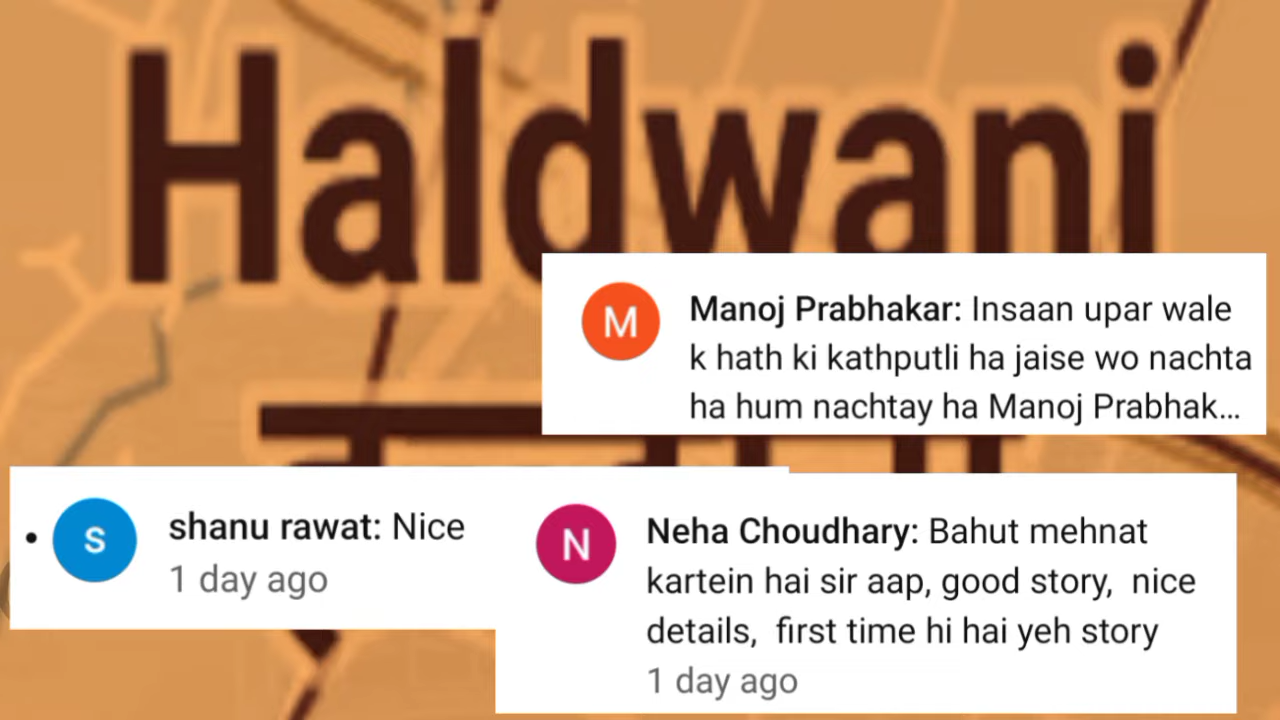 Haldwani
M
Manoj Prabhakar: Insaan upar wale
k hath ki kathputli ha jaise wo nachta
ha hum nachtay ha Manoj Prabhak...
S
shanu rawat: Nice
1 day ago
N
Neha Choudhary: Bahut mehnat
kartein hai sir aap, good story,  nice
details,  first time hi hai yeh story
1 day ago